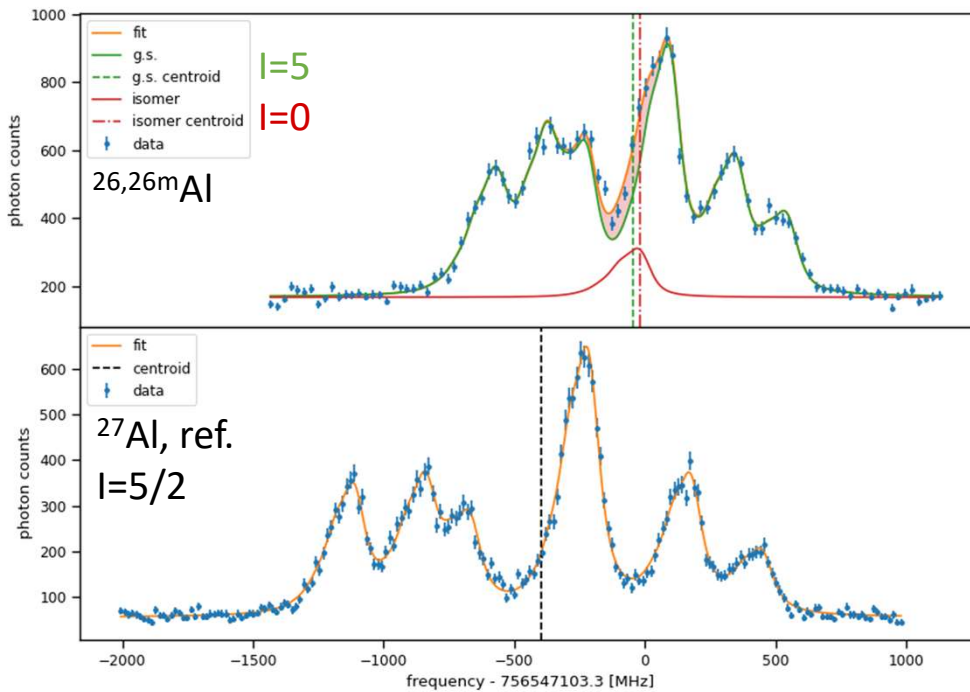 1000
800
600
400
200
photon counts
fit
g.s.
g.s. centroid
isomer
isomer centroid
data
I=5
I=0
26,26mAl
600
500
400
300
200
100
photon counts
fit
centroid
data
27Al, ref.
I=5/2
−2000 −1500 −1000 −500 0 500 1000
frequency - 756547103.3 [MHz]